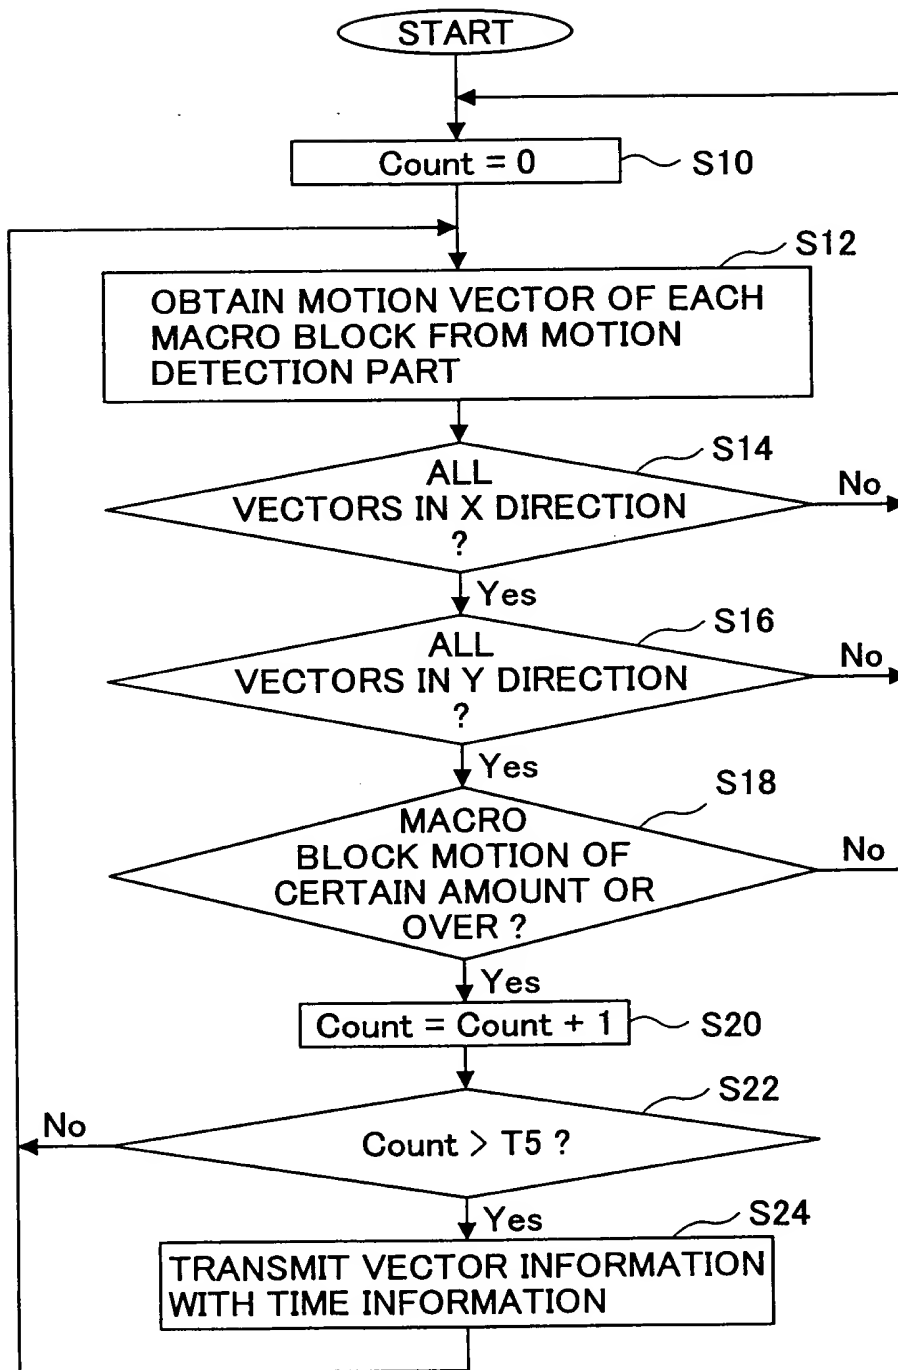 START
Count = 0
S10
S12
OBTAIN MOTION VECTOR OF EACH
MACRO BLOCK FROM MOTION
DETECTION PART
S14
ALL
VECTORS IN X DIRECTION
?
No
Yes
S16
ALL
VECTORS IN Y DIRECTION
?
No
Yes
S18
MACRO
BLOCK MOTION OF
CERTAIN AMOUNT OR
OVER ?
No
Yes
Count = Count + 1
S20
S22
Count > T5 ?
No
Yes
S24
TRANSMIT VECTOR INFORMATION
WITH TIME INFORMATION